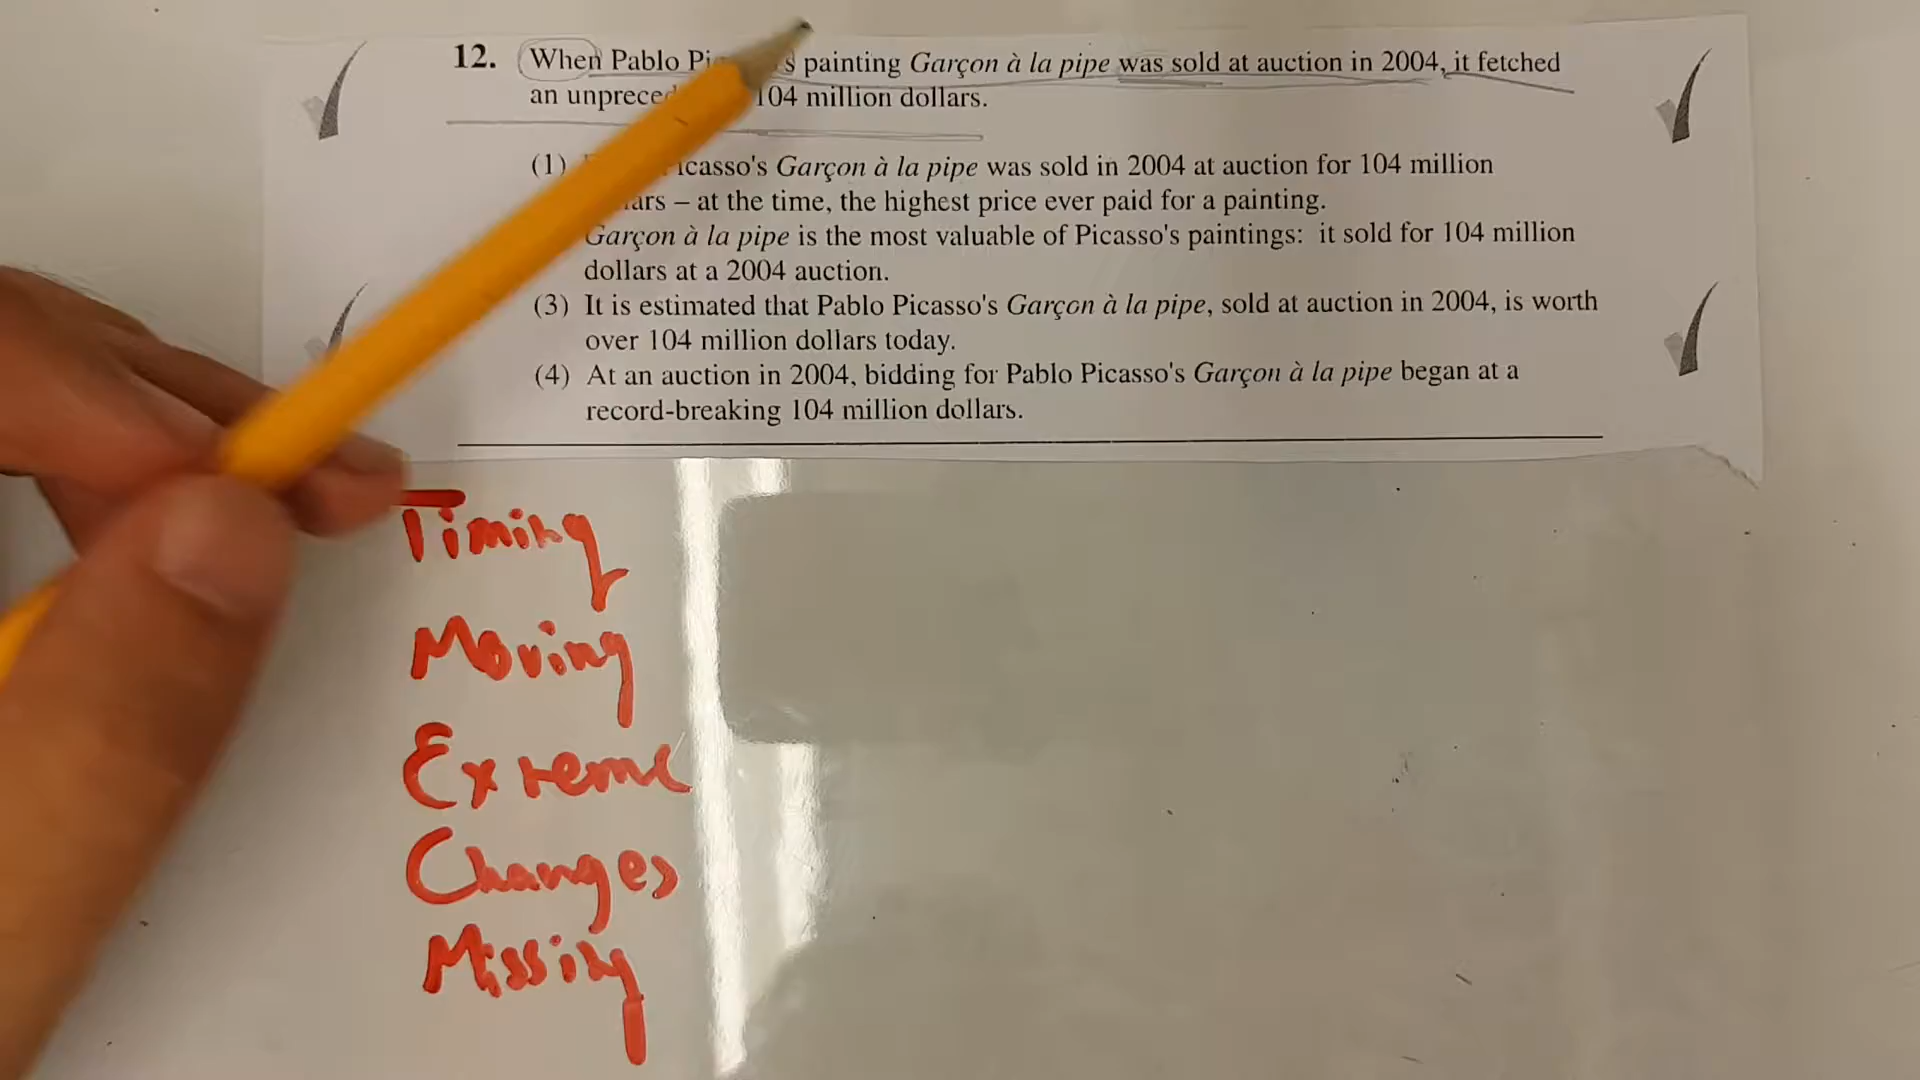 12. When Pablo painting Garçon à la pipe was sold at auction in 2004, it fetched
an 104 million dollars.
(1) Garçon à la pipe was sold in 2004 at auction for 104 million
– at the time, the highest price ever paid for a painting.
Garçon à la pipe is the most valuable of Picasso's paintings: it sold for 104 million
dollars at a 2004 auction.
(3) It is estimated that Pablo Picasso's Garçon à la pipe, sold at auction in 2004, is worth
over 104 million dollars today.
(4) At an auction in 2004, bidding for Pablo Picasso's Garçon à la pipe began at a
record-breaking 104 million dollars.
Timing
Moving
Extreme
Changes
Missing